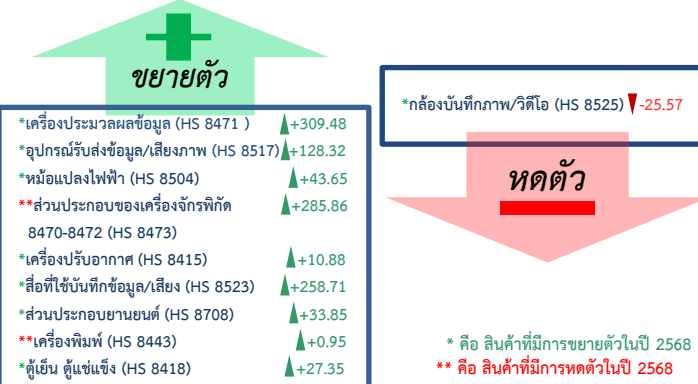 ขยายตัว
*เครื่องประมวลผลข้อมูล (HS 8471 ) +309.48
*อุปกรณ์รับส่งข้อมูล/เสียงภาพ (HS 8517) +128.32
*หม้อแปลงไฟฟ้า (HS 8504) +43.65
**ส่วนประกอบของเครื่องจักรพิกัด +285.86
8470-8472 (HS 8473)
*เครื่องปรับอากาศ (HS 8415) +10.88
*สื่อที่ใช้บันทึกข้อมูล/เสียง (HS 8523) +258.71
*ส่วนประกอบยานยนต์ (HS 8708) +33.85
**เครื่องพิมพ์ (HS 8443) +0.95
*ตู้เย็น ตู้แช่แข็ง (HS 8418) +27.35
*กล้องบันทึกภาพ/วิดีโอ (HS 8525) -25.57
หดตัว
* คือ สินค้าที่มีการขยายตัวในปี 2568
** คือ สินค้าที่มีการหดตัวในปี 2568